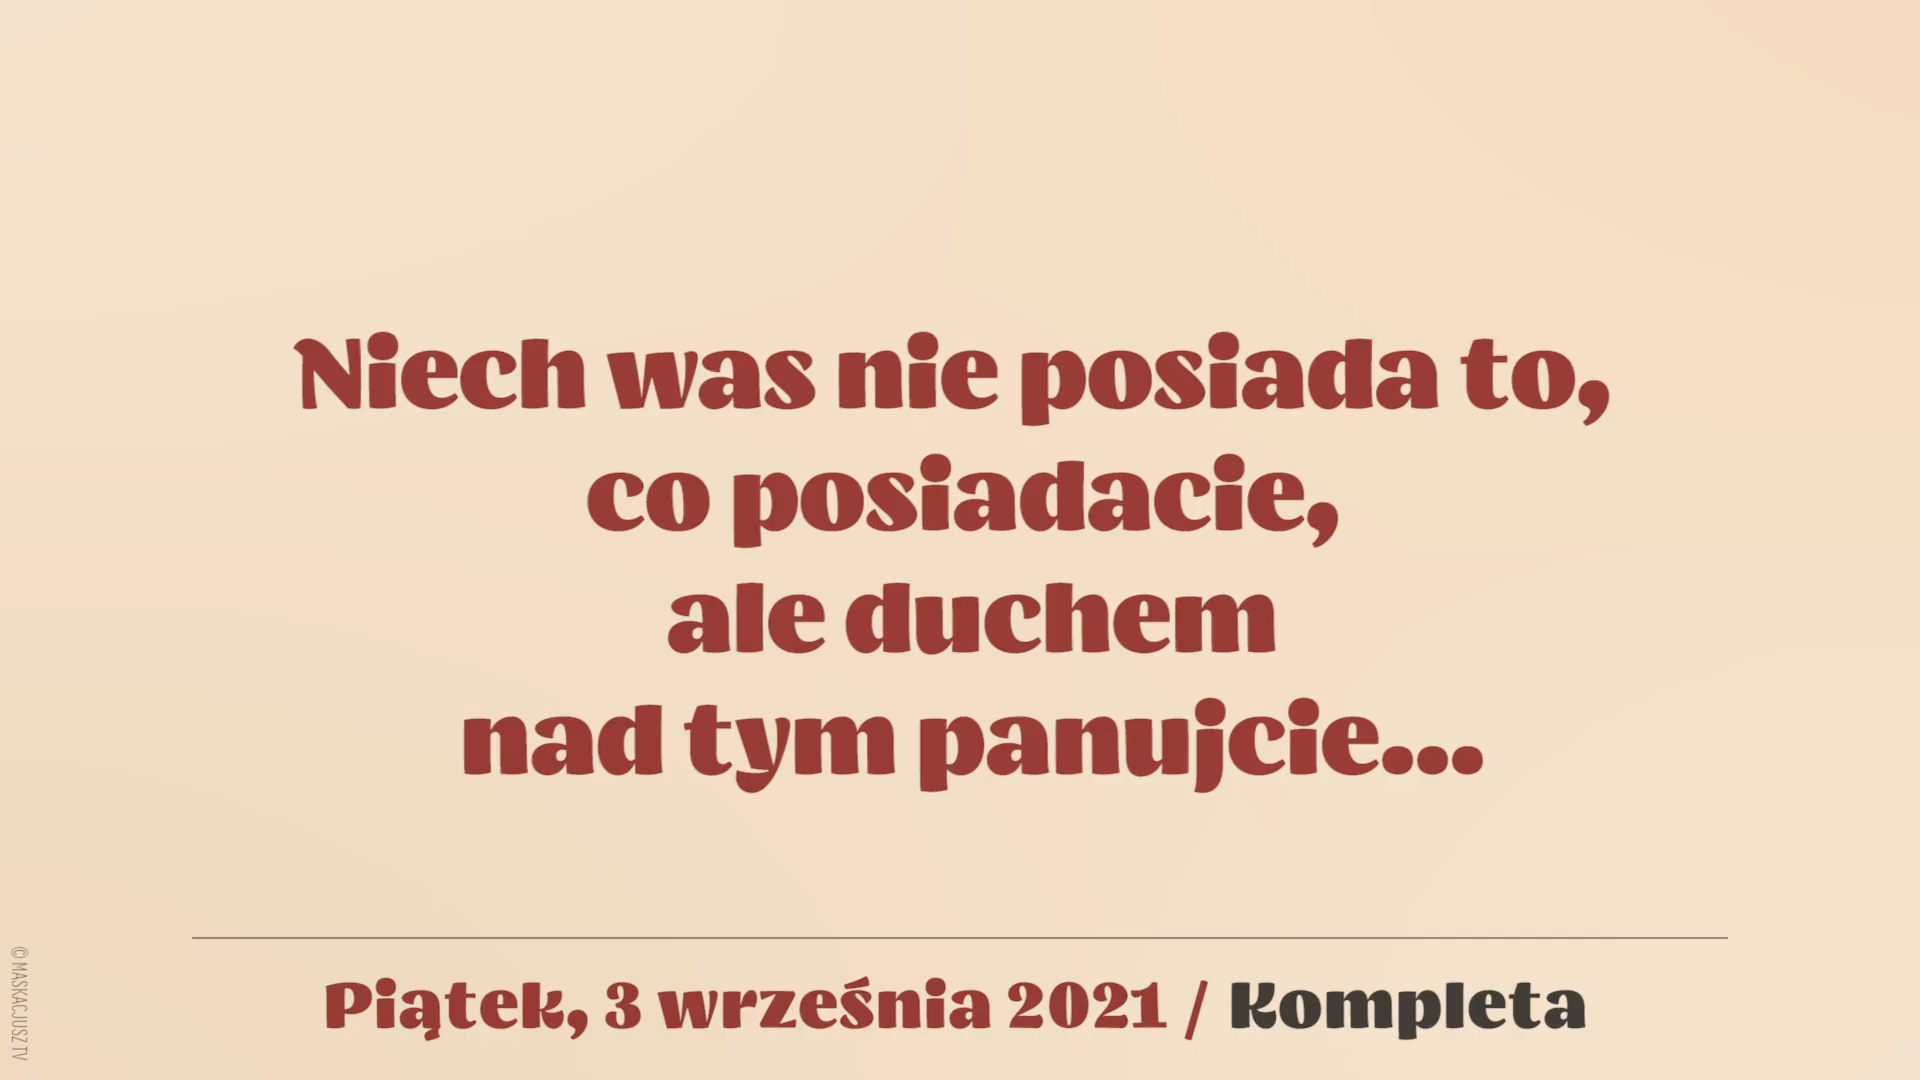 Niech was nie posiada to,
co posiadacie,
ale duchem
nad tym panujcie...
Piątek, 3 września 2021 / Kompleta
© MASKACJUSZ TV